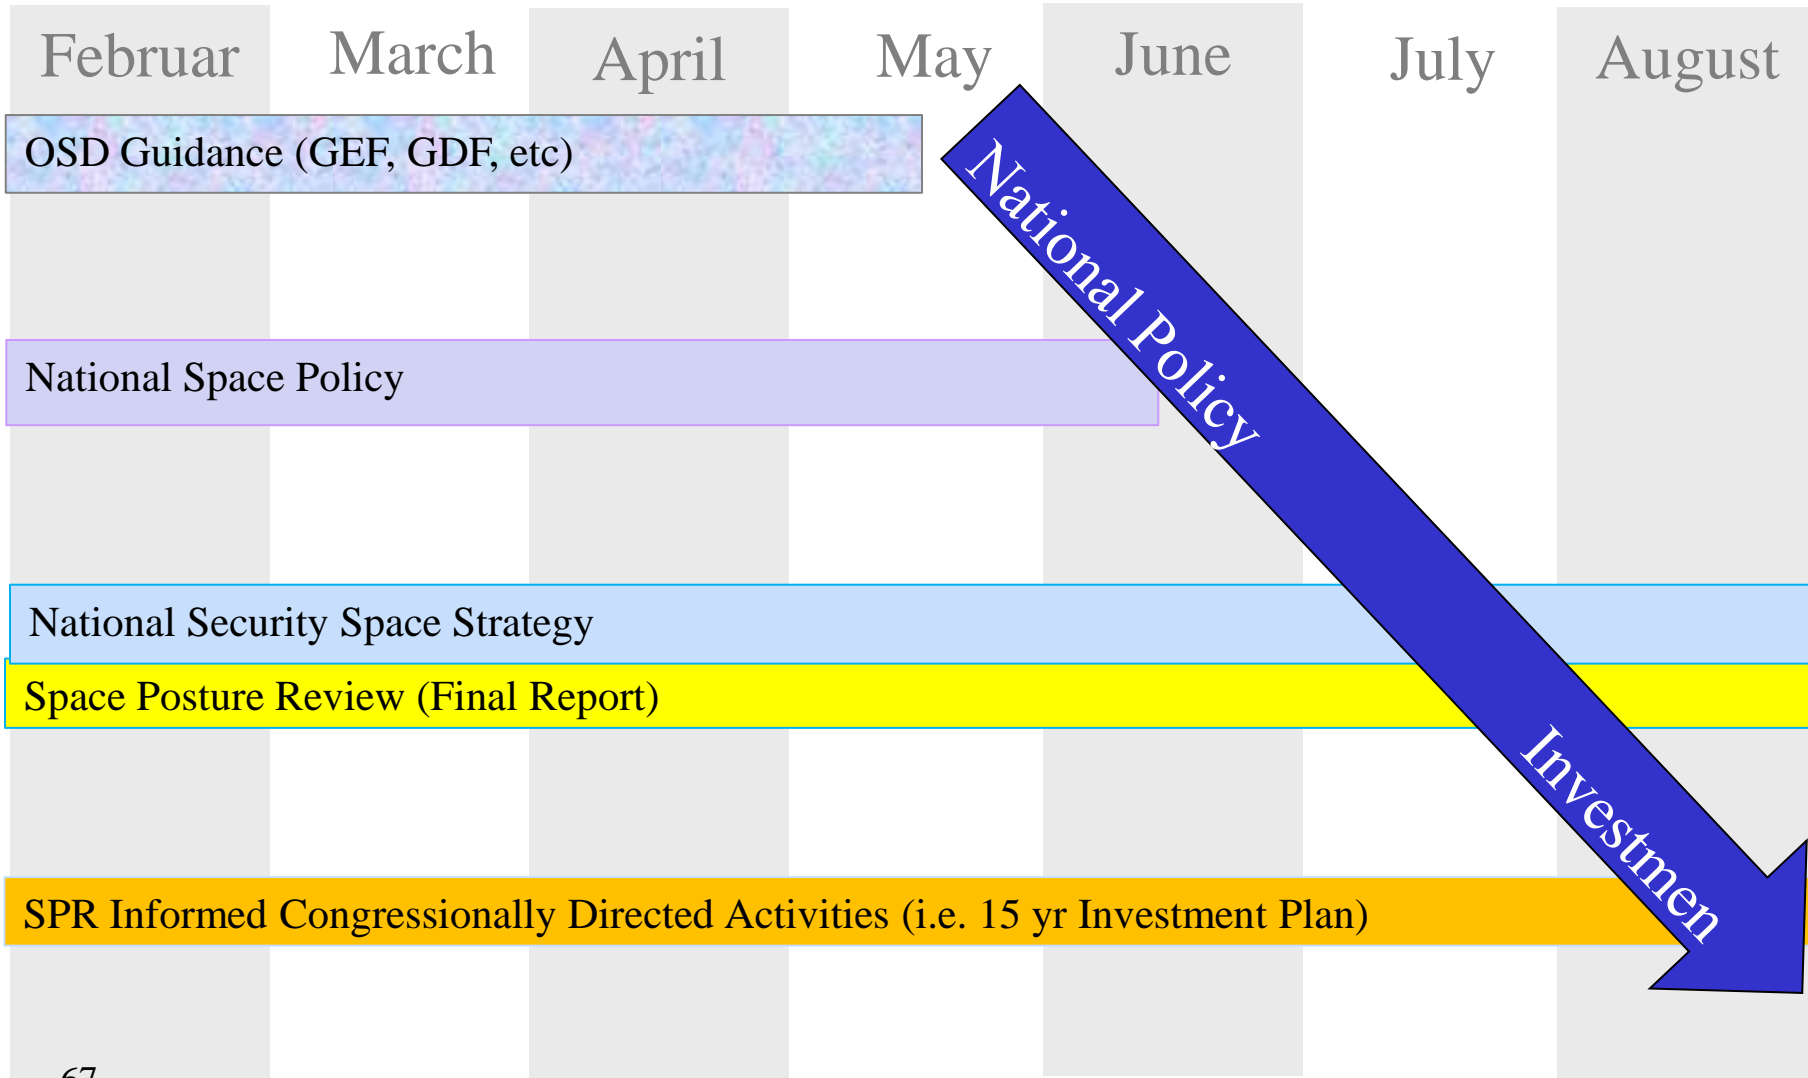 Februar
March
April
May
June
July
August
OSD Guidance (GEF, GDF, etc)
National Policy
National Space Policy
National Security Space Strategy
Space Posture Review (Final Report)
Investmen
SPR Informed Congressionally Directed Activities (i.e. 15 yr Investment Plan)
67